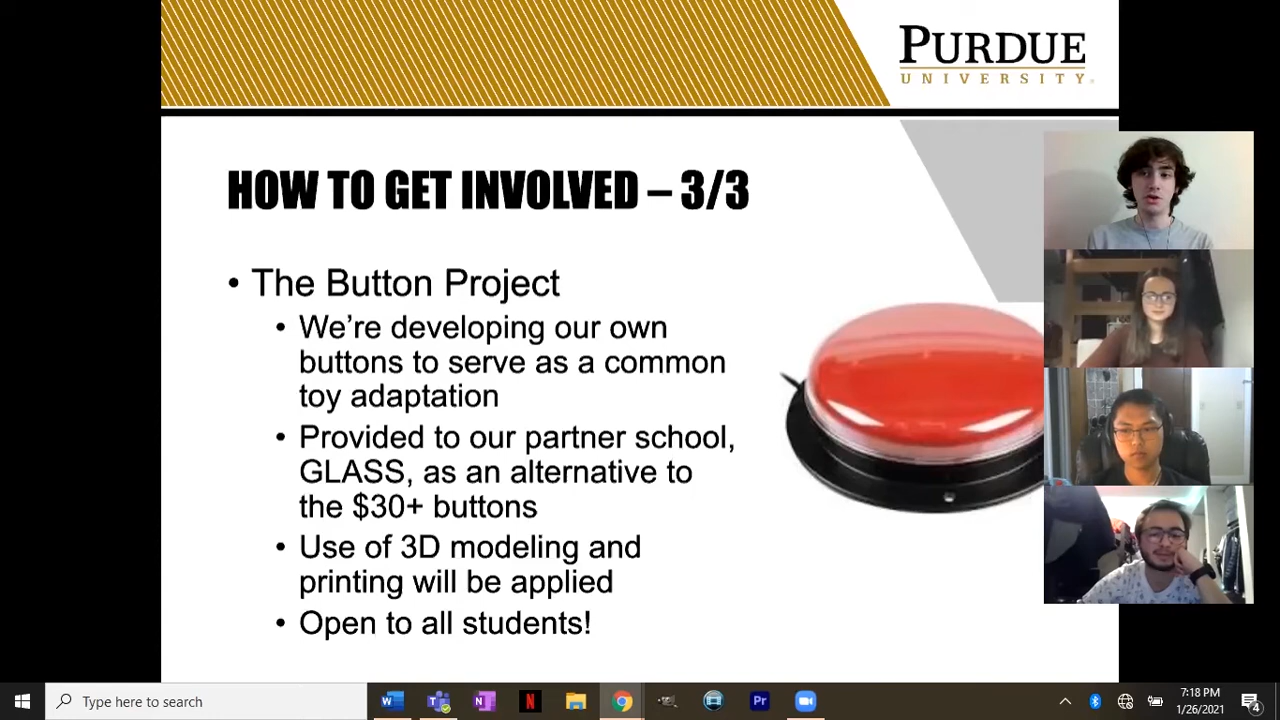 PURDUE
UNIVERSITY
HOW TO GET INVOLVED – 3/3
• The Button Project
• We’re developing our own
buttons to serve as a common
toy adaptation
• Provided to our partner school,
GLASS, as an alternative to
the $30+ buttons
• Use of 3D modeling and
printing will be applied
• Open to all students!
Type here to search
W
T
N
N
Pr
7:18 PM
1/26/2021
4